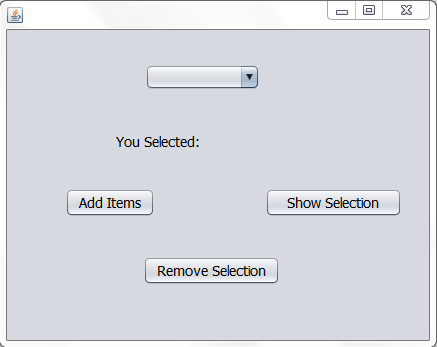 You Selected:
Add Items
Show Selection
Remove Selection